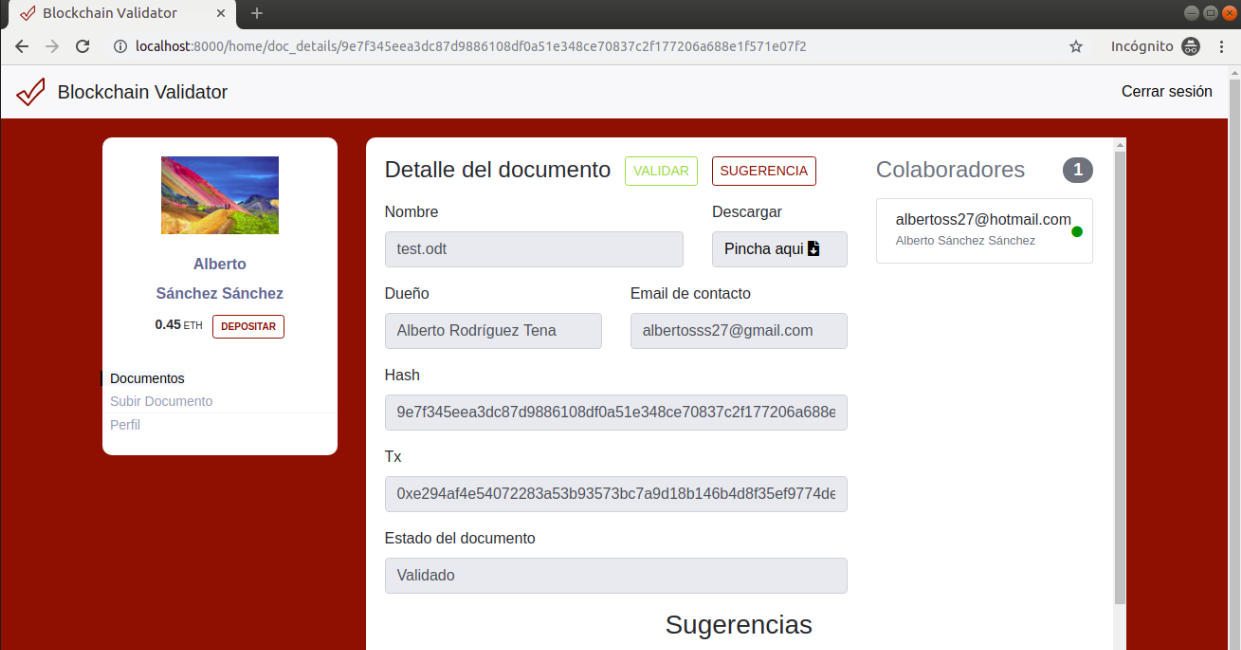 Blockchain Validator
localhost:8000/home/doc_details/9e7f345eea3dc87d9886108df0a51e348ce70837c2f177206a688e1f571e07f2
Incógnito
Blockchain Validator
Cerrar sesión
Alberto
Sánchez Sánchez
0.45 ETH DEPOSITAR
Documentos
Subir Documento
Perfil
Detalle del documento VALIDAR SUGERENCIA
Nombre Descargar
test.odt Pincha aqui
Dueño Email de contacto
Alberto Rodríguez Tena albertosss27@gmail.com
Hash
9e7f345eea3dc87d9886108df0a51e348ce70837c2f177206a688e
Tx
0xe294af4e54072283a53b93573bc7a9d18b146b4d8f35ef9774de
Estado del documento
Validado
Sugerencias
Colaboradores 1
albertoss27@hotmail.com
Alberto Sánchez Sánchez